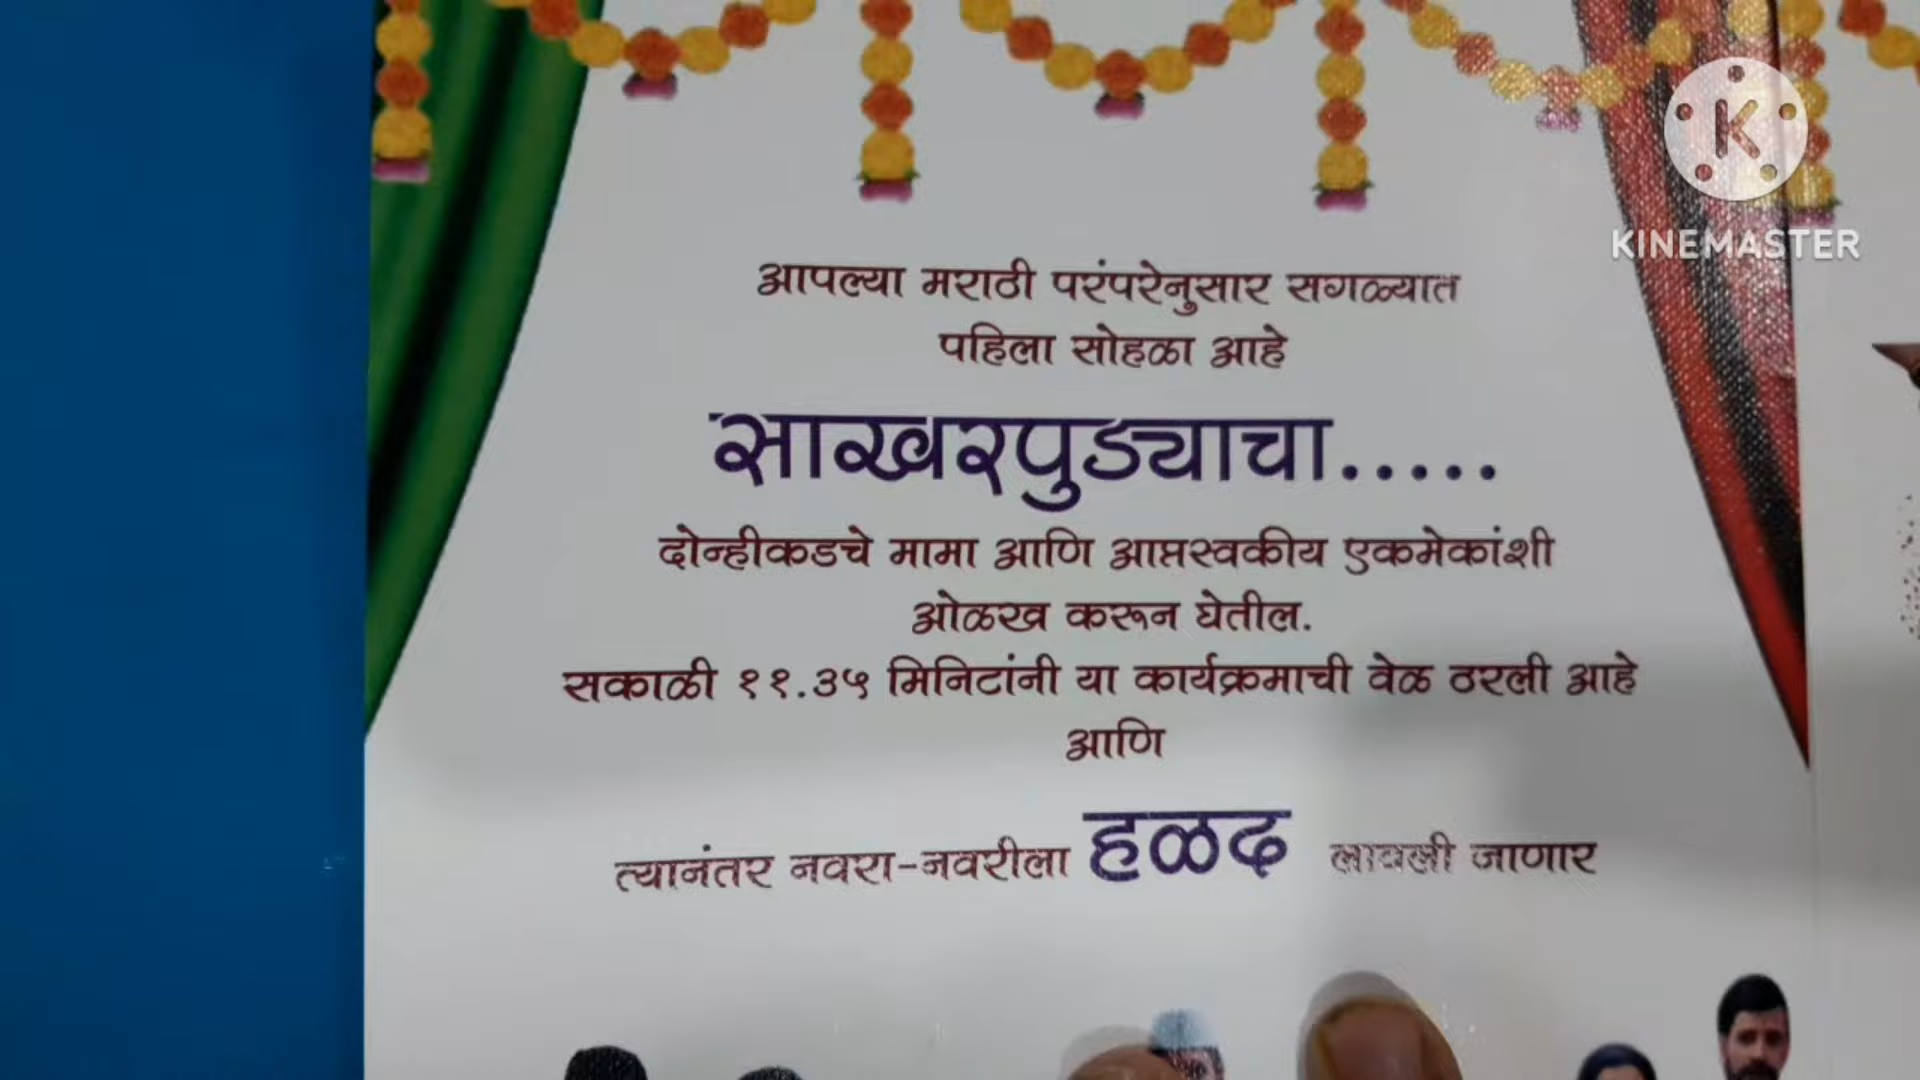 KINEMASTER
आपल्या मराठी परंपरेनुसार सगळ्यात
पहिला सोहळा आहे
साखरपुड्याचा.....
दोन्हीकडचे मामा आणि आप्तस्वकीय एकमेकांशी
ओळख करून घेतील.
सकाळी ११.३५ मिनिटांनी या कार्यक्रमाची वेळ ठरली आहे
आणि
त्यानंतर नवरा-नवरीला हळद लावली जाणार